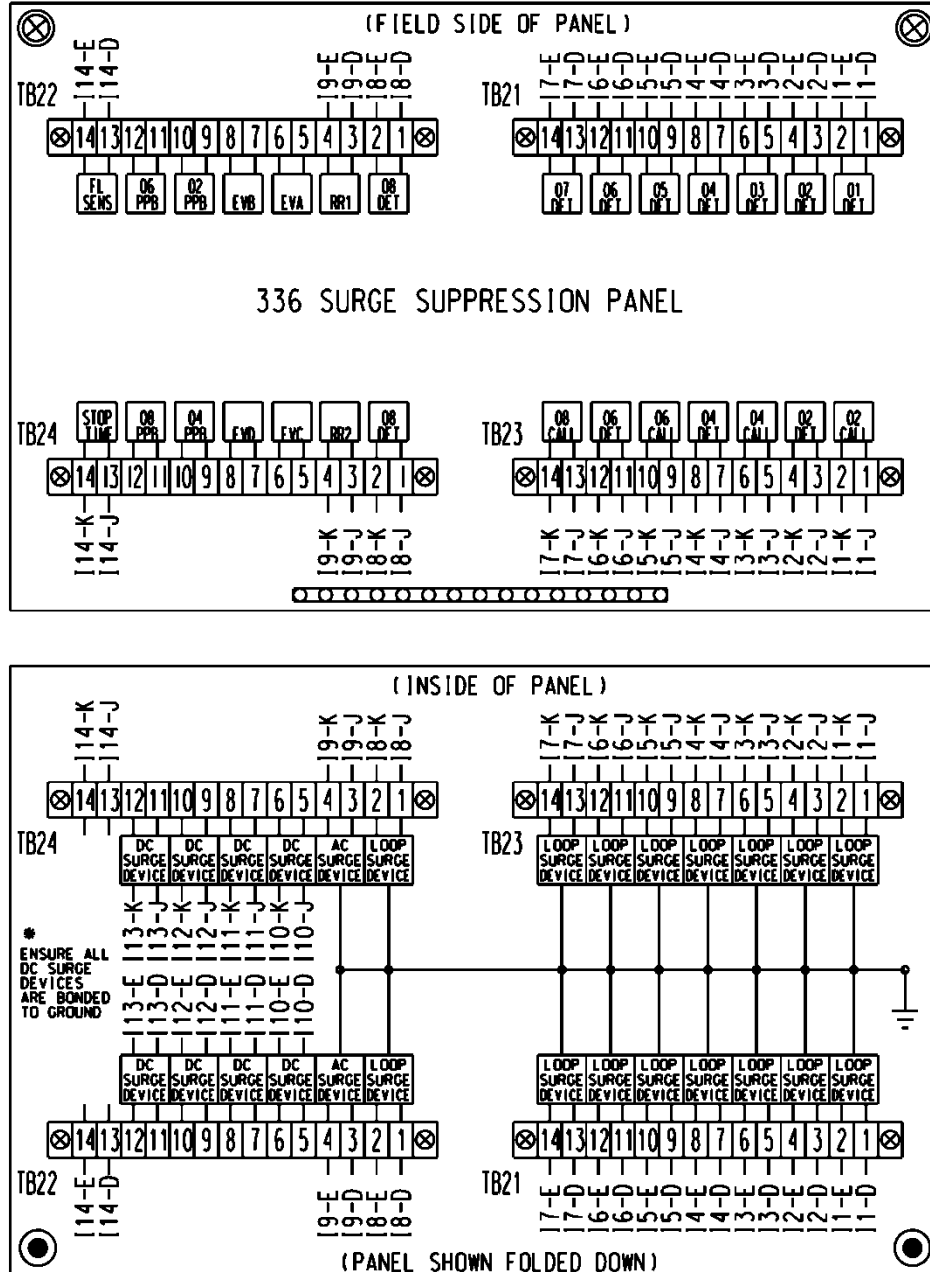 (FIELD SIDE OF PANEL)
I14-E I14-D I9-E I9-D I8-E I8-D
TB22
14 13 12 11 10 9 8 7 6 5 4 3 2 1
FL SENS
06 PPB
02 PPB
EVB
EVA
RR1
08 DET
I7-E I7-D I6-E I6-D I5-E I5-D I4-E I4-D I3-E I3-D I2-E I2-D I1-E I1-D
TB21
14 13 12 11 10 9 8 7 6 5 4 3 2 1
07 DET
06 DET
05 DET
04 DET
03 DET
02 DET
01 DET
336 SURGE SUPPRESSION PANEL
STOP TIME
08 PPB
04 PPB
EVD
EVC
RR2
08 DET
TB24
14 13 12 11 10 9 8 7 6 5 4 3 2 1
I14-K I14-J I9-K I9-J I8-K I8-J
08 CALL
06 DET
06 CALL
04 DET
04 CALL
02 DET
02 CALL
TB23
14 13 12 11 10 9 8 7 6 5 4 3 2 1
I7-K I7-J I6-K I6-J I5-K I5-J I4-K I4-J I3-K I3-J I2-K I2-J I1-K I1-J
(INSIDE OF PANEL)
I14-K I14-J I9-K I9-J I8-K I8-J
14 13 12 11 10 9 8 7 6 5 4 3 2 1
TB24
DC SURGE DEVICE
DC SURGE DEVICE
DC SURGE DEVICE
DC SURGE DEVICE
AC SURGE DEVICE
LOOP SURGE DEVICE
I13-K I13-J I12-K I12-J I11-K I11-J I10-K I10-J
I7-K I7-J I6-K I6-J I5-K I5-J I4-K I4-J I3-K I3-J I2-K I2-J I1-K I1-J
14 13 12 11 10 9 8 7 6 5 4 3 2 1
TB23
LOOP SURGE DEVICE
LOOP SURGE DEVICE
LOOP SURGE DEVICE
LOOP SURGE DEVICE
LOOP SURGE DEVICE
LOOP SURGE DEVICE
LOOP SURGE DEVICE
*
ENSURE ALL
DC SURGE
DEVICES
ARE BONDED
TO GROUND
I13-E I13-D I12-E I12-D I11-E I11-D I10-E I10-D
DC SURGE DEVICE
DC SURGE DEVICE
DC SURGE DEVICE
DC SURGE DEVICE
AC SURGE DEVICE
LOOP SURGE DEVICE
14 13 12 11 10 9 8 7 6 5 4 3 2 1
TB22
I14-E I14-D I9-E I9-D I8-E I8-D
LOOP SURGE DEVICE
LOOP SURGE DEVICE
LOOP SURGE DEVICE
LOOP SURGE DEVICE
LOOP SURGE DEVICE
LOOP SURGE DEVICE
LOOP SURGE DEVICE
14 13 12 11 10 9 8 7 6 5 4 3 2 1
TB21
I7-E I7-D I6-E I6-D I5-E I5-D I4-E I4-D I3-E I3-D I2-E I2-D I1-E I1-D
(PANEL SHOWN FOLDED DOWN)